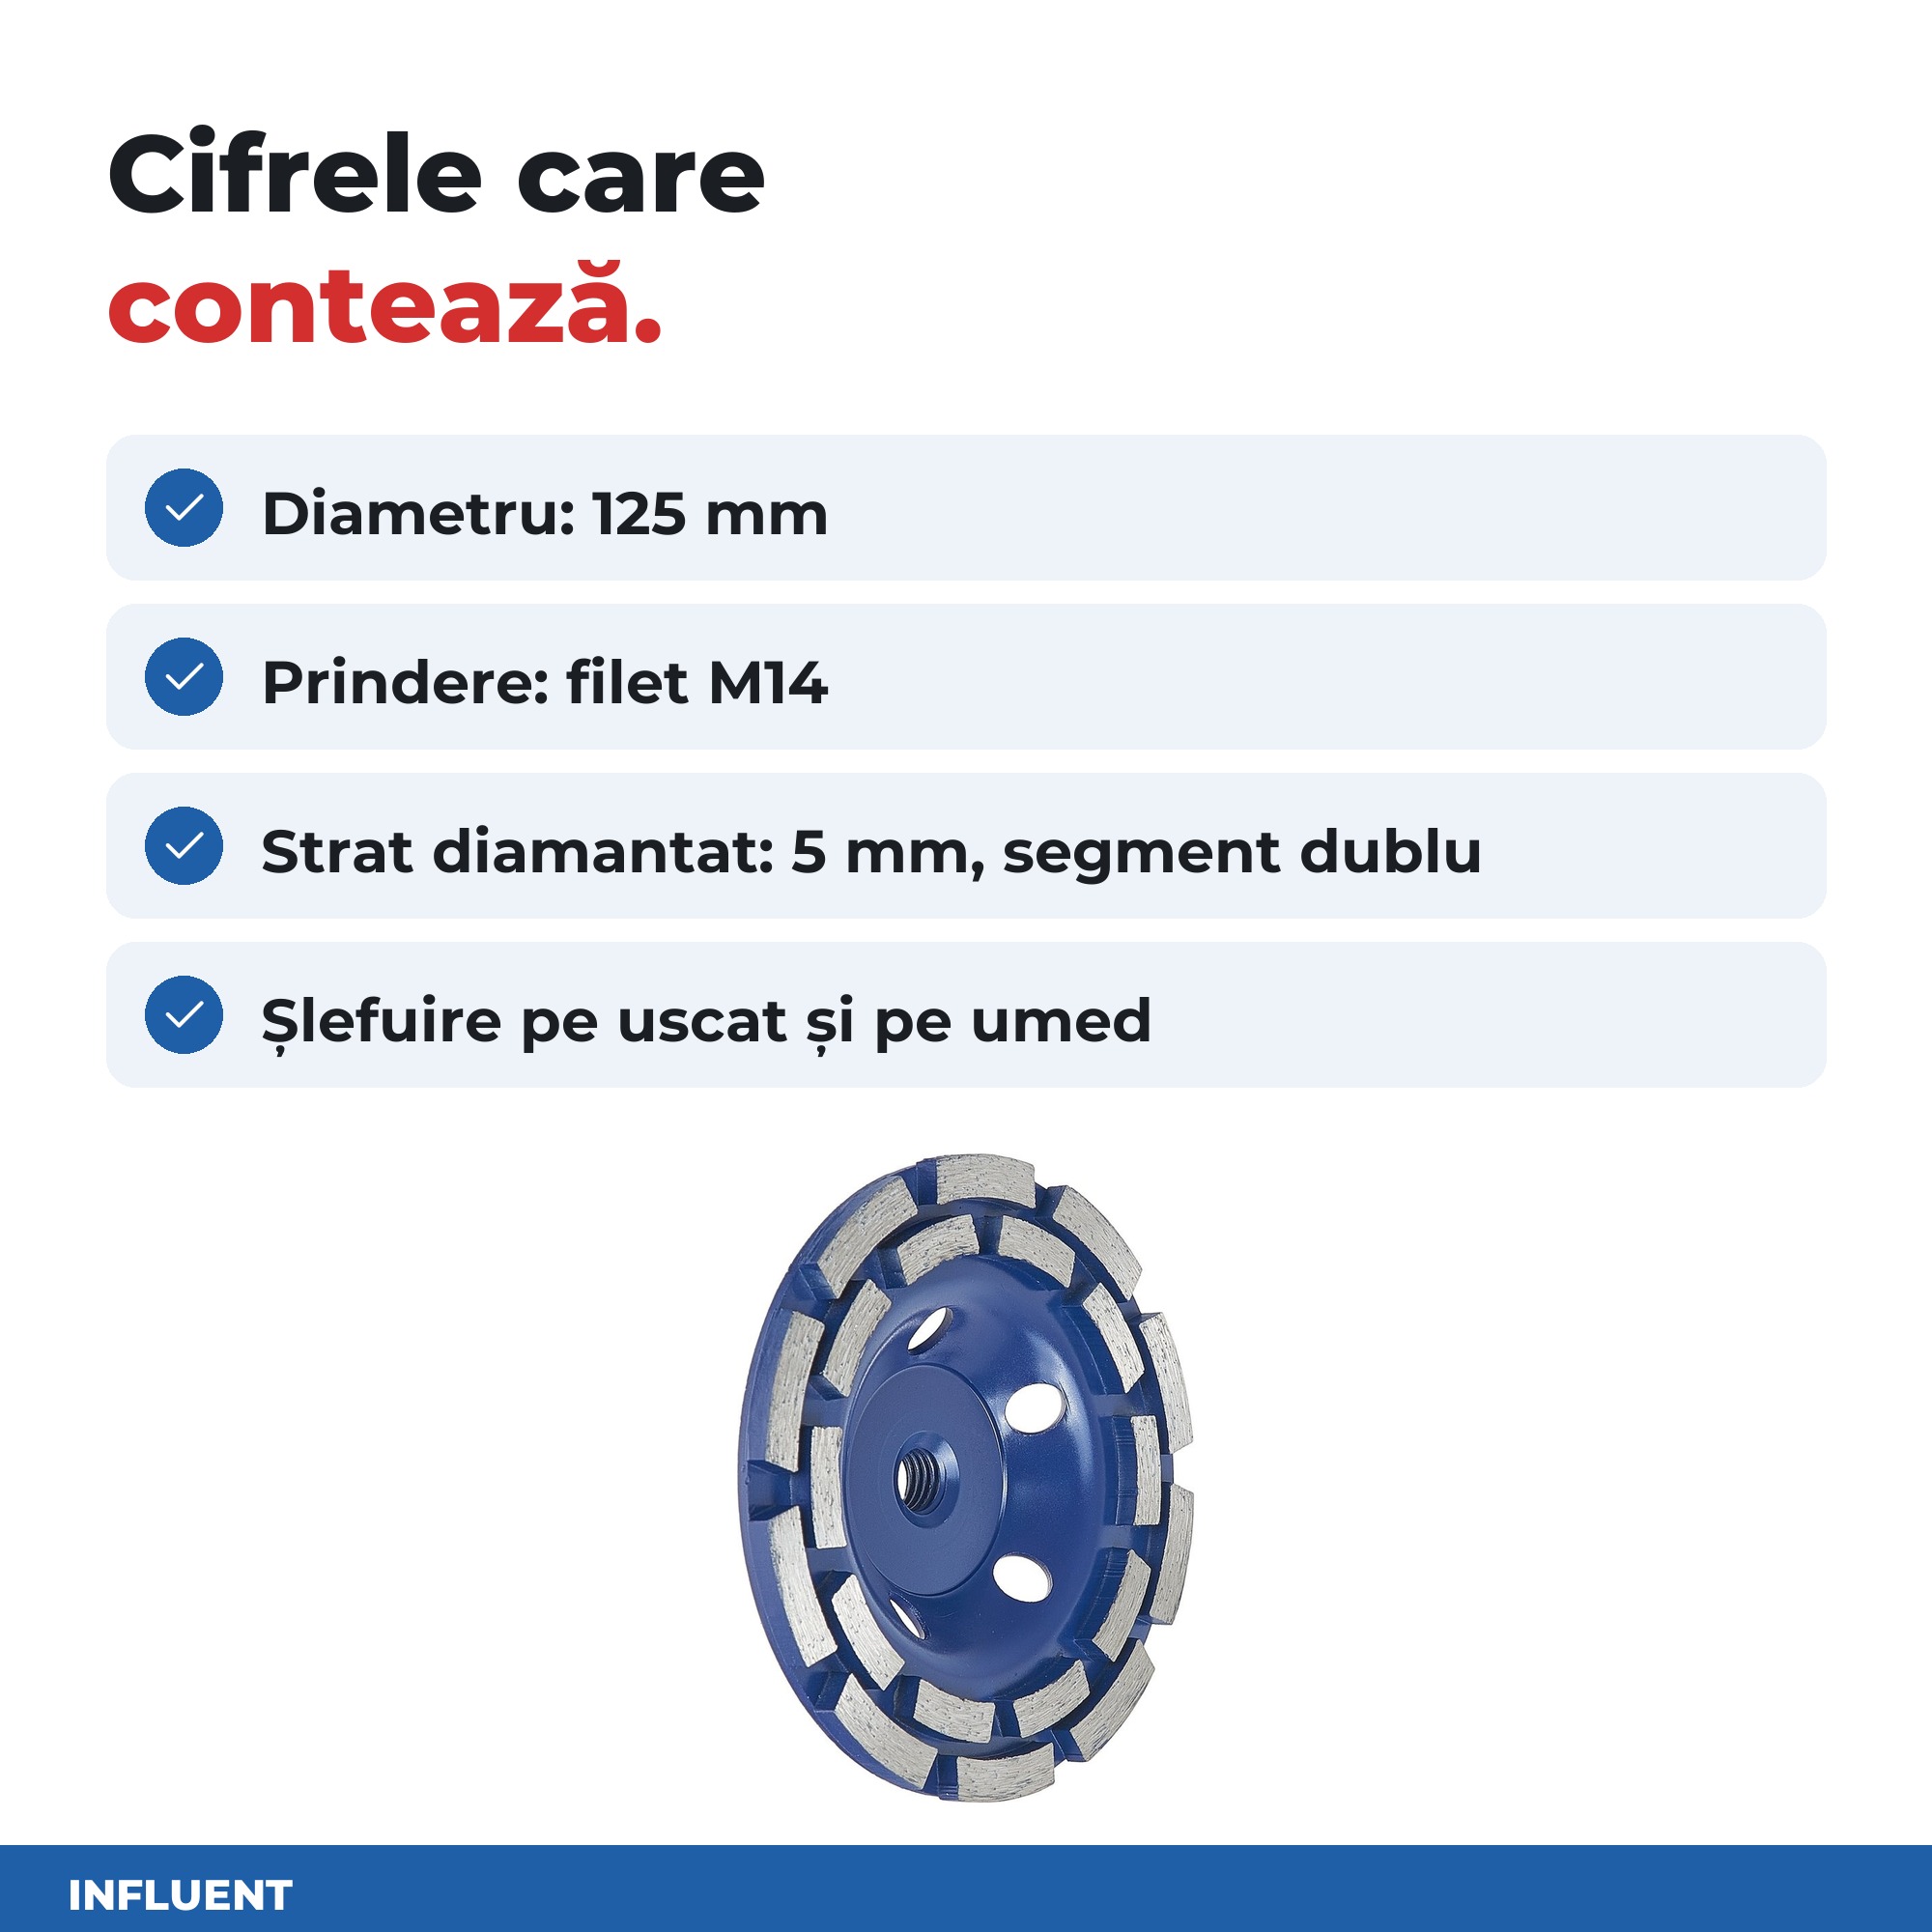 Cifrele care
contează.
Diametru: 125 mm
Prindere: filet M14
Strat diamantat: 5 mm, segment dublu
Șlefuire pe uscat și pe umed
INFLUENT